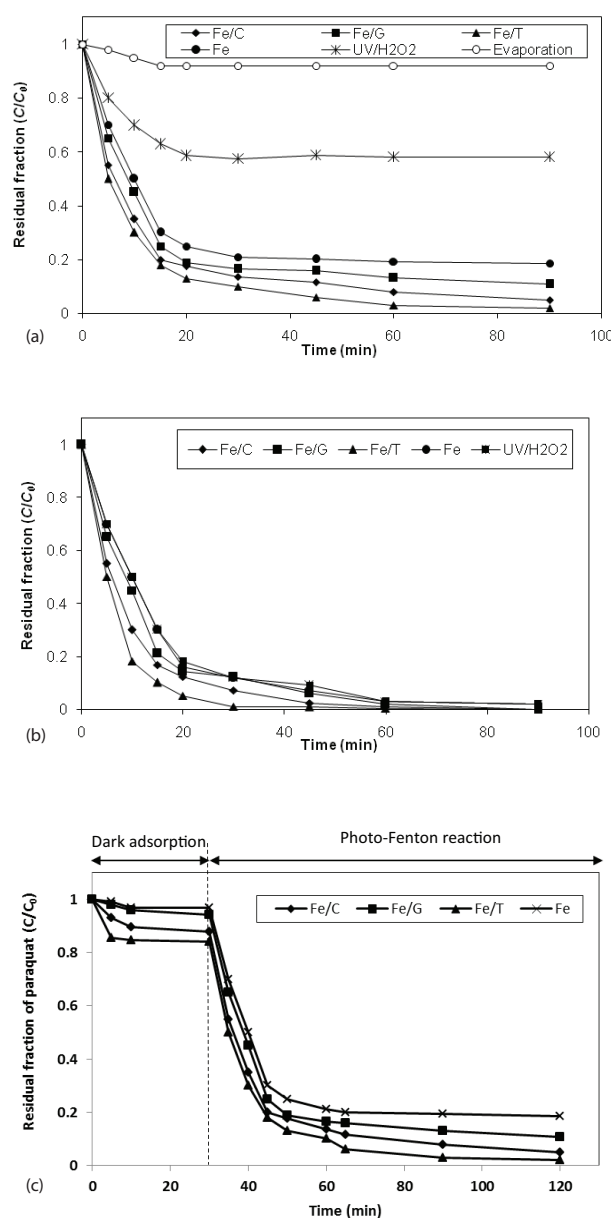 Fe/C Fe/G Fe/T
Fe UV/H2O2 Evaporation
Residual fraction (C/C₀)
1
0.8
0.6
0.4
0.2
0
0 20 40 60 80 100
Time (min)
(a)
Fe/C Fe/G Fe/T Fe UV/H2O2
Residual fraction (C/C₀)
1
0.8
0.6
0.4
0.2
0
0 20 40 60 80 100
Time (min)
(b)
Dark adsorption Photo-Fenton reaction
Fe/C Fe/G Fe/T Fe
Residual fraction of paraquat (C/C₀)
1
0.8
0.6
0.4
0.2
0
0 20 40 60 80 100 120
Time (min)
(c)